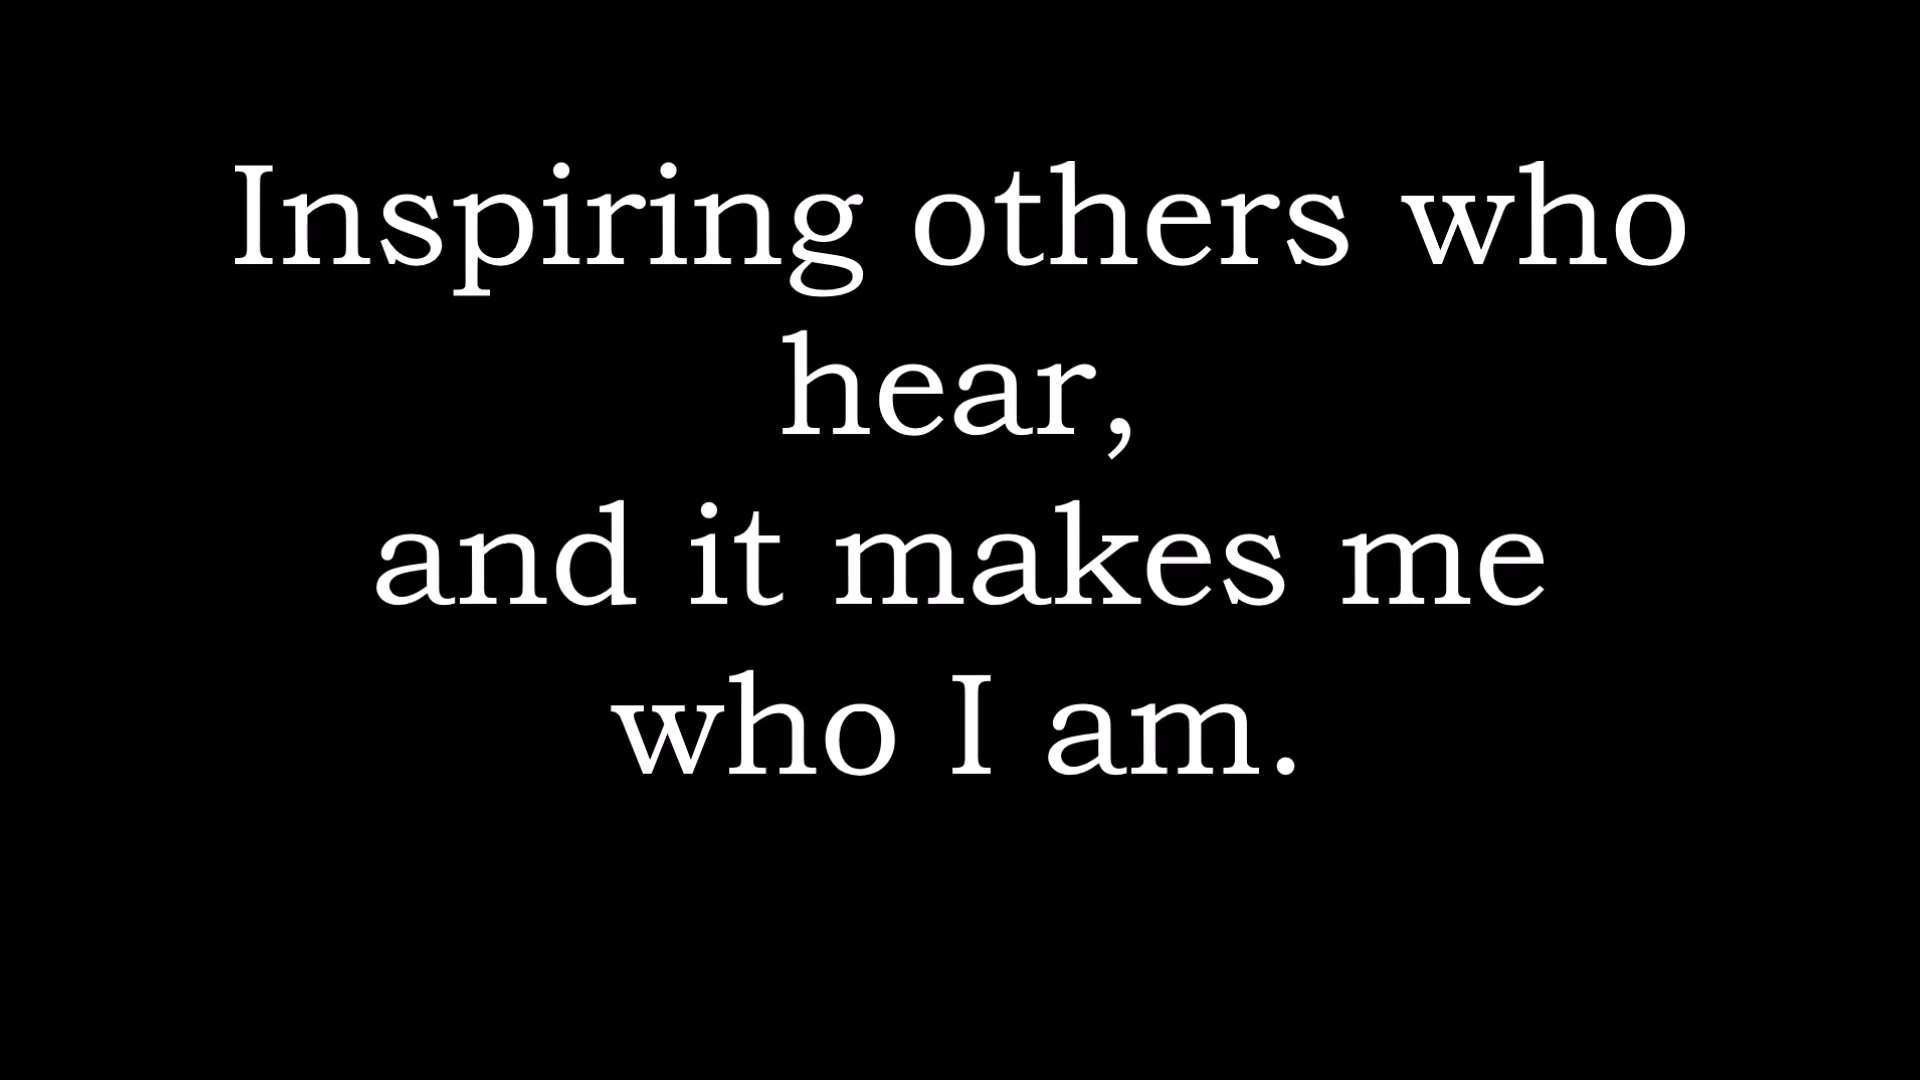 Inspiring others who
hear,
and it makes me
who I am.